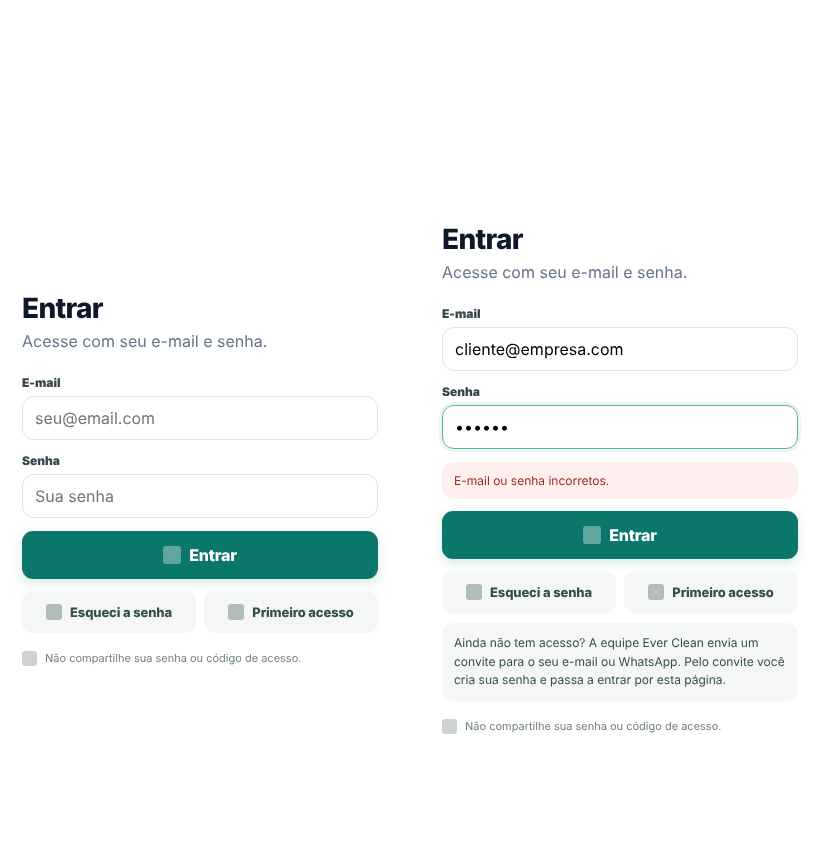 Entrar
Acesse com seu e-mail e senha.
E-mail
seu@email.com
Senha
Sua senha
Entrar
Esqueci a senha
Primeiro acesso
Não compartilhe sua senha ou código de acesso.
Entrar
Acesse com seu e-mail e senha.
E-mail
cliente@empresa.com
Senha
••••••
E-mail ou senha incorretos.
Entrar
Esqueci a senha
Primeiro acesso
Ainda não tem acesso? A equipe Ever Clean envia um
convite para o seu e-mail ou WhatsApp. Pelo convite você
cria sua senha e passa a entrar por esta página.
Não compartilhe sua senha ou código de acesso.